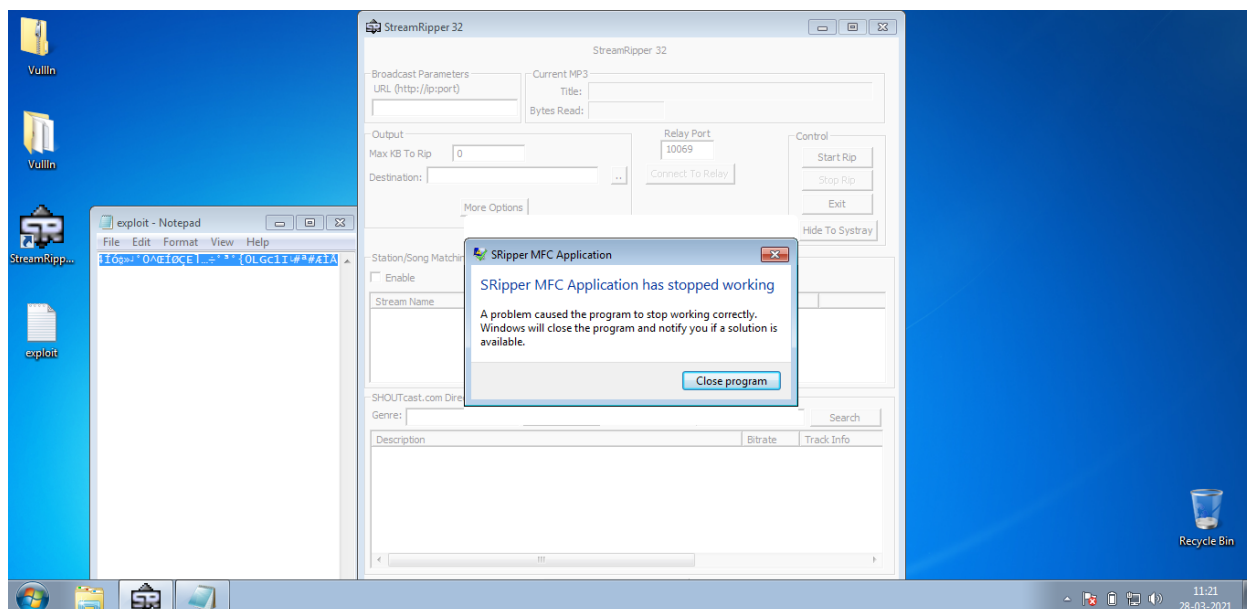 StreamRipper 32
StreamRipper 32
Vullln
Broadcast Parameters
URL (http://ip:port)
Current MP3
Title:
Bytes Read:
Output
Max KB To Rip
0
Destination:
..
More Options
Relay Port
10069
Connect To Relay
Control
Start Rip
Stop Rip
Exit
Hide To Systray
Vullln
exploit - Notepad
File Edit Format View Help
StreamRipp...
exploit
Station/Song Matchin
Enable
Stream Name
SRipper MFC Application
SRipper MFC Application has stopped working
A problem caused the program to stop working correctly.
Windows will close the program and notify you if a solution is
available.
Close program
SHOUTcast.com Dire
Genre:
Search
Description
Bitrate
Track Info
Recycle Bin
11:21
28-03-2021